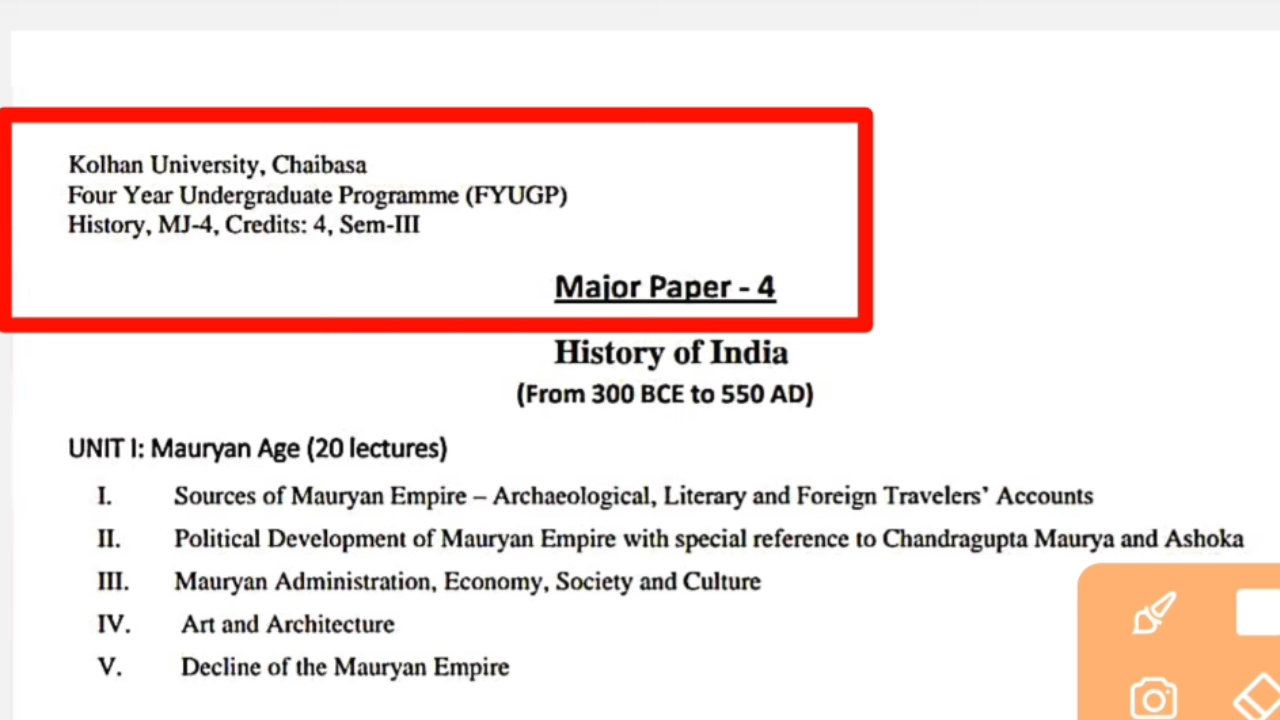 Kolhan University, Chaibasa
Four Year Undergraduate Programme (FYUGP)
History, MJ-4, Credits: 4, Sem-III
Major Paper - 4
History of India
(From 300 BCE to 550 AD)
UNIT I: Mauryan Age (20 lectures)
I. Sources of Mauryan Empire – Archaeological, Literary and Foreign Travelers’ Accounts
II. Political Development of Mauryan Empire with special reference to Chandragupta Maurya and Ashoka
III. Mauryan Administration, Economy, Society and Culture
IV. Art and Architecture
V. Decline of the Mauryan Empire